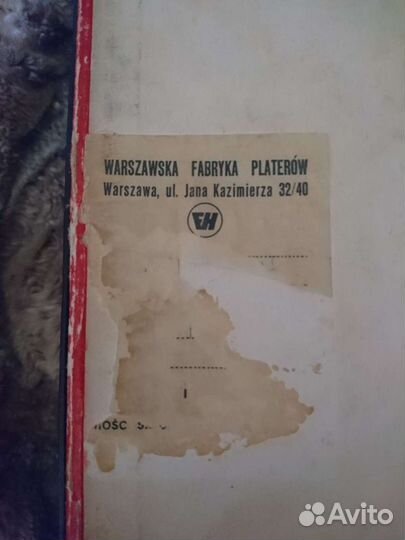 WARSZAWSKA FABRYKA PLATERÓW
Warszawa, ul. Jana Kazimierza 32/40
Avito